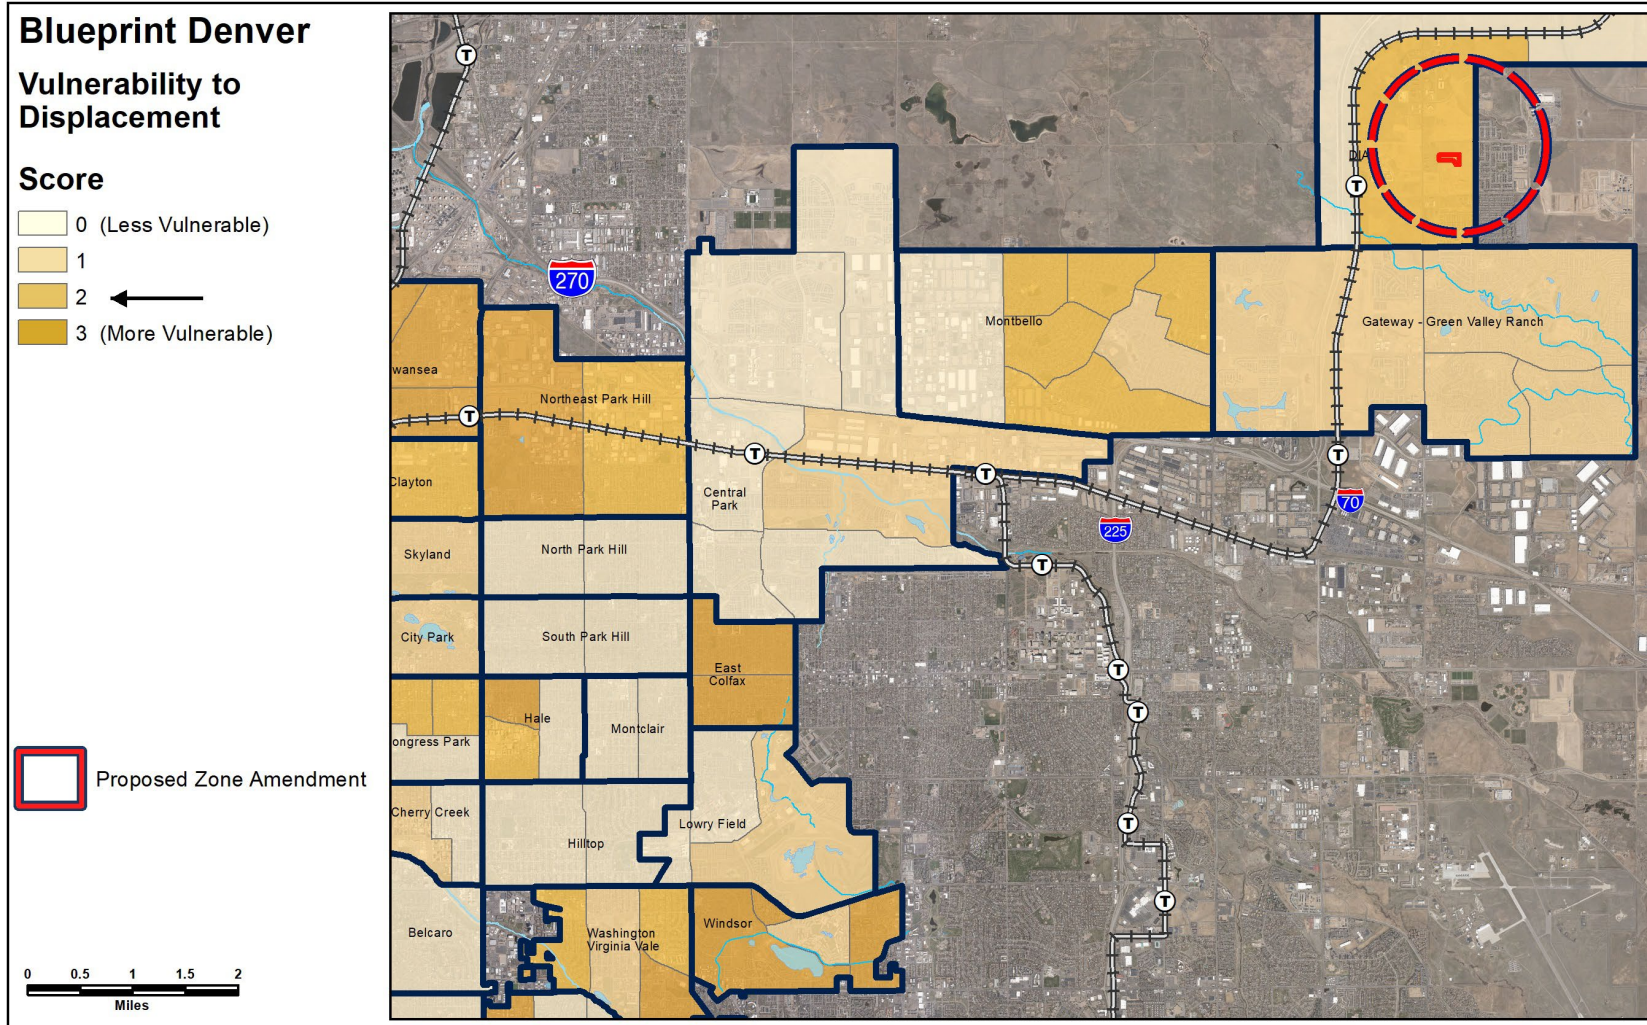 Blueprint Denver
Vulnerability to
Displacement
Score
0 (Less Vulnerable)
1
2
3 (More Vulnerable)
Proposed Zone Amendment
0 0.5 1 1.5 2
Miles
T
DIA
T
270
Montbello
Gateway - Green Valley Ranch
wansea
Northeast Park Hill
T
T
T
T
Clayton
Central
Park
70
225
Skyland
North Park Hill
T
City Park
South Park Hill
East
Colfax
T
Hale
Montclair
T
ongress Park
Cherry Creek
Hilltop
Lowry Field
T
Belcaro
Washington
Virginia Vale
Windsor
T